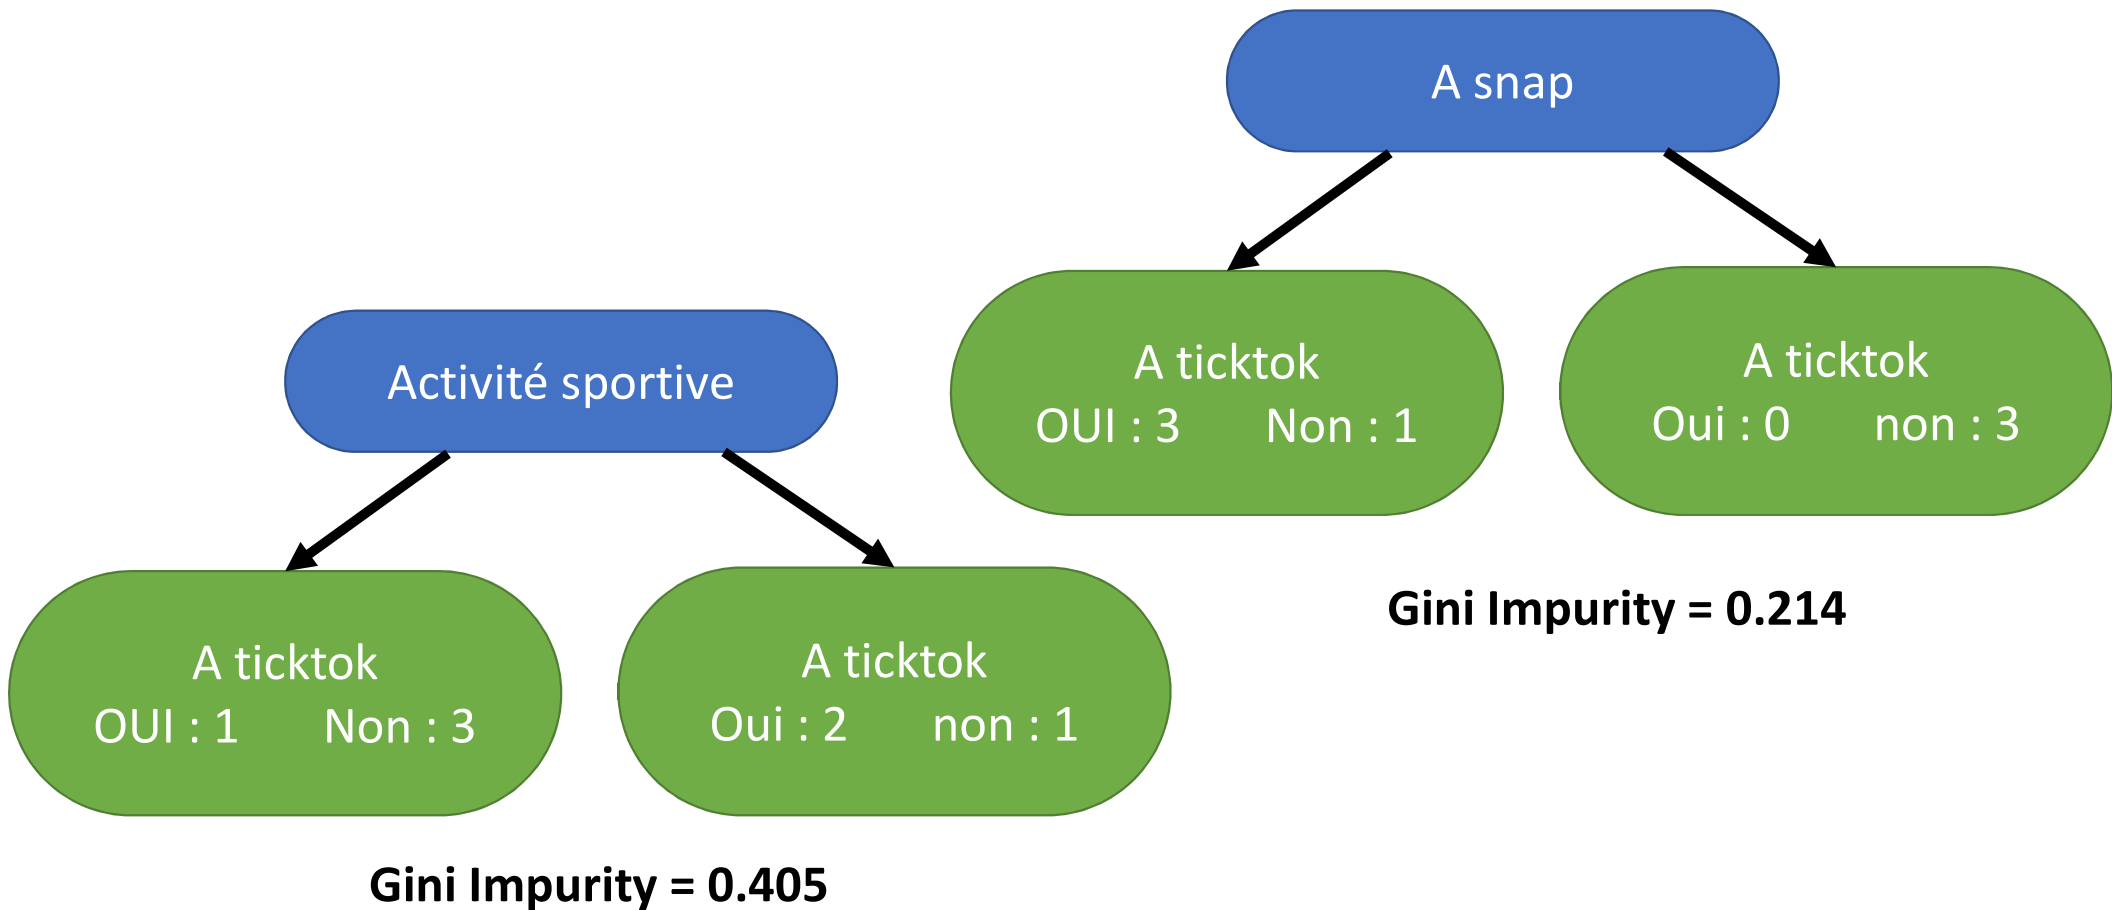 A snap
A ticktok
OUI : 3 Non : 1
A ticktok
Oui : 0 non : 3
Gini Impurity = 0.214
Activité sportive
A ticktok
OUI : 1 Non : 3
A ticktok
Oui : 2 non : 1
Gini Impurity = 0.405